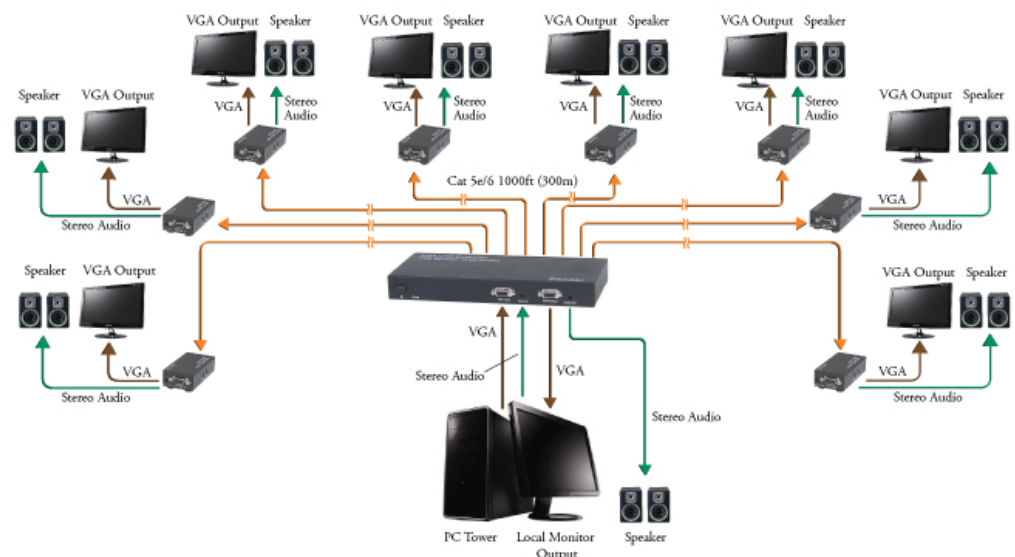 VGA Output Speaker
VGA Output Speaker
VGA Output Speaker
VGA Output Speaker
VGA
Stereo
Audio
VGA
Stereo
Audio
VGA
Stereo
Audio
VGA
Stereo
Audio
Speaker VGA Output
VGA
Stereo Audio
VGA Output Speaker
VGA
Stereo Audio
Cat 5e/6 1000ft (300m)
Speaker VGA Output
VGA
Stereo Audio
VGA Output Speaker
VGA
Stereo Audio
Sender
VGA
Stereo Audio
VGA
Stereo Audio
PC Tower
Local Monitor
Output
Speaker